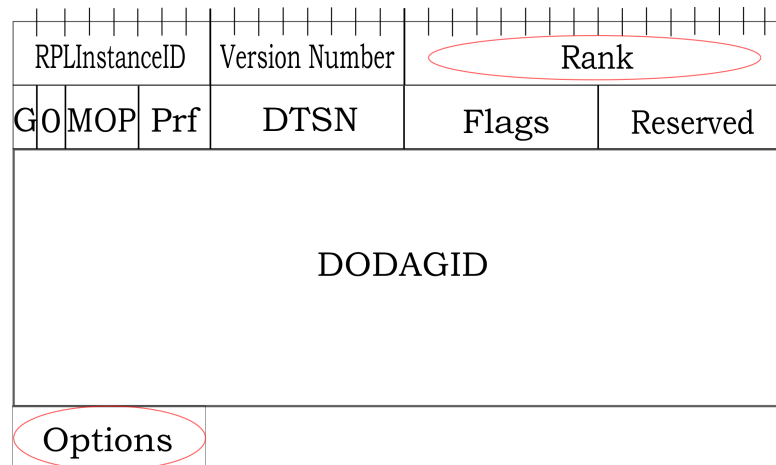 RPLInstanceID Version Number Rank
G 0 MOP Prf DTSN Flags Reserved
DODAGID
Options